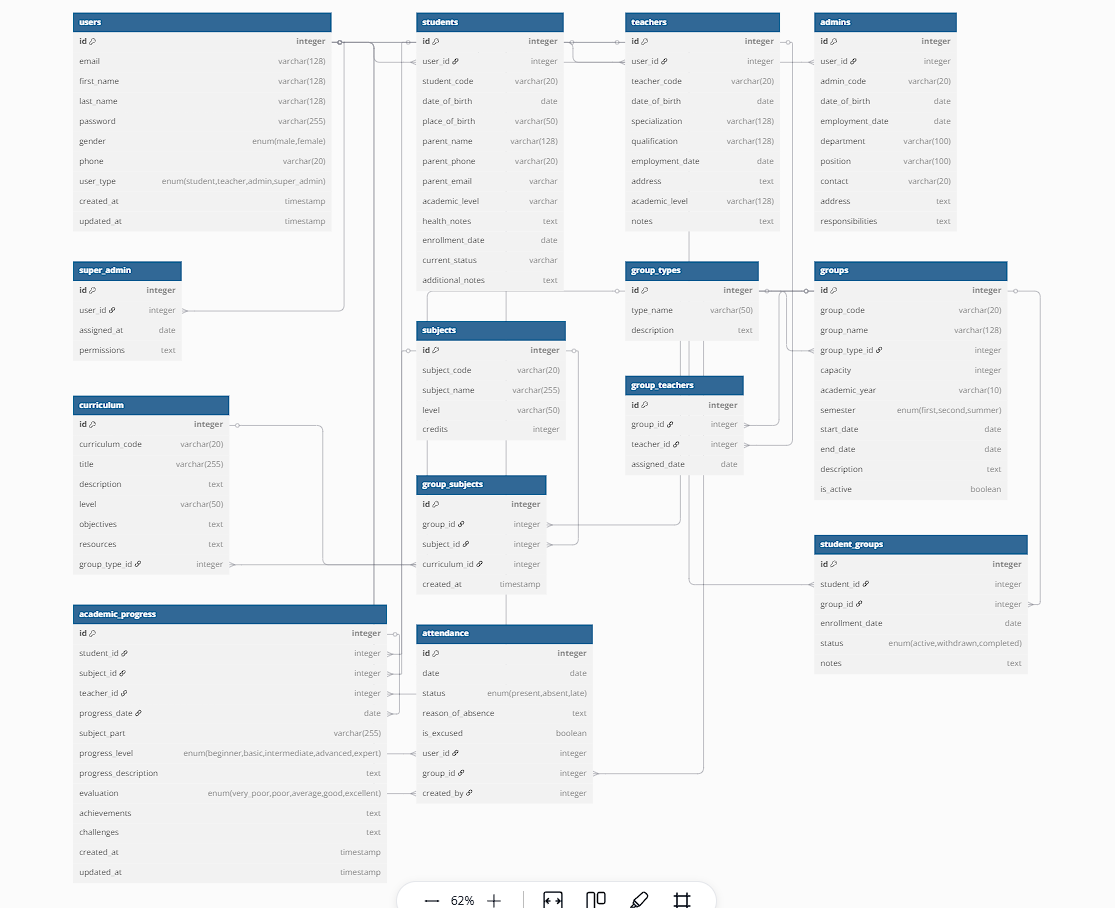 users
id integer
email varchar(128)
first_name varchar(128)
last_name varchar(128)
password varchar(255)
gender enum(male,female)
phone varchar(20)
user_type enum(student,teacher,admin,super_admin)
created_at timestamp
updated_at timestamp
students
id integer
user_id integer
student_code varchar(20)
date_of_birth date
place_of_birth varchar(50)
parent_name varchar(128)
parent_phone varchar(20)
parent_email varchar
academic_level varchar
health_notes text
enrollment_date date
current_status varchar
additional_notes text
teachers
id integer
user_id integer
teacher_code varchar(20)
date_of_birth date
specialization varchar(128)
qualification varchar(128)
employment_date date
address text
academic_level varchar(128)
notes text
admins
id integer
user_id integer
admin_code varchar(20)
date_of_birth date
employment_date date
department varchar(100)
position varchar(100)
contact varchar(20)
address text
responsibilities text
super_admin
id integer
user_id integer
assigned_at date
permissions text
group_types
id integer
type_name varchar(50)
description text
groups
id integer
group_code varchar(20)
group_name varchar(128)
group_type_id integer
capacity integer
academic_year varchar(10)
semester enum(first,second,summer)
start_date date
end_date date
description text
is_active boolean
subjects
id integer
subject_code varchar(20)
subject_name varchar(255)
level varchar(50)
credits integer
group_teachers
id integer
group_id integer
teacher_id integer
assigned_date date
curriculum
id integer
curriculum_code varchar(20)
title varchar(255)
description text
level varchar(50)
objectives text
resources text
group_type_id integer
group_subjects
id integer
group_id integer
subject_id integer
curriculum_id integer
created_at timestamp
student_groups
id integer
student_id integer
group_id integer
enrollment_date date
status enum(active,withdrawn,completed)
notes text
academic_progress
id integer
student_id integer
subject_id integer
teacher_id integer
progress_date date
subject_part varchar(255)
progress_level enum(beginner,basic,intermediate,advanced,expert)
progress_description text
evaluation enum(very_poor,poor,average,good,excellent)
achievements text
challenges text
created_at timestamp
updated_at timestamp
attendance
id integer
date date
status enum(present,absent,late)
reason_of_absence text
is_excused boolean
user_id integer
group_id integer
created_by integer
62%